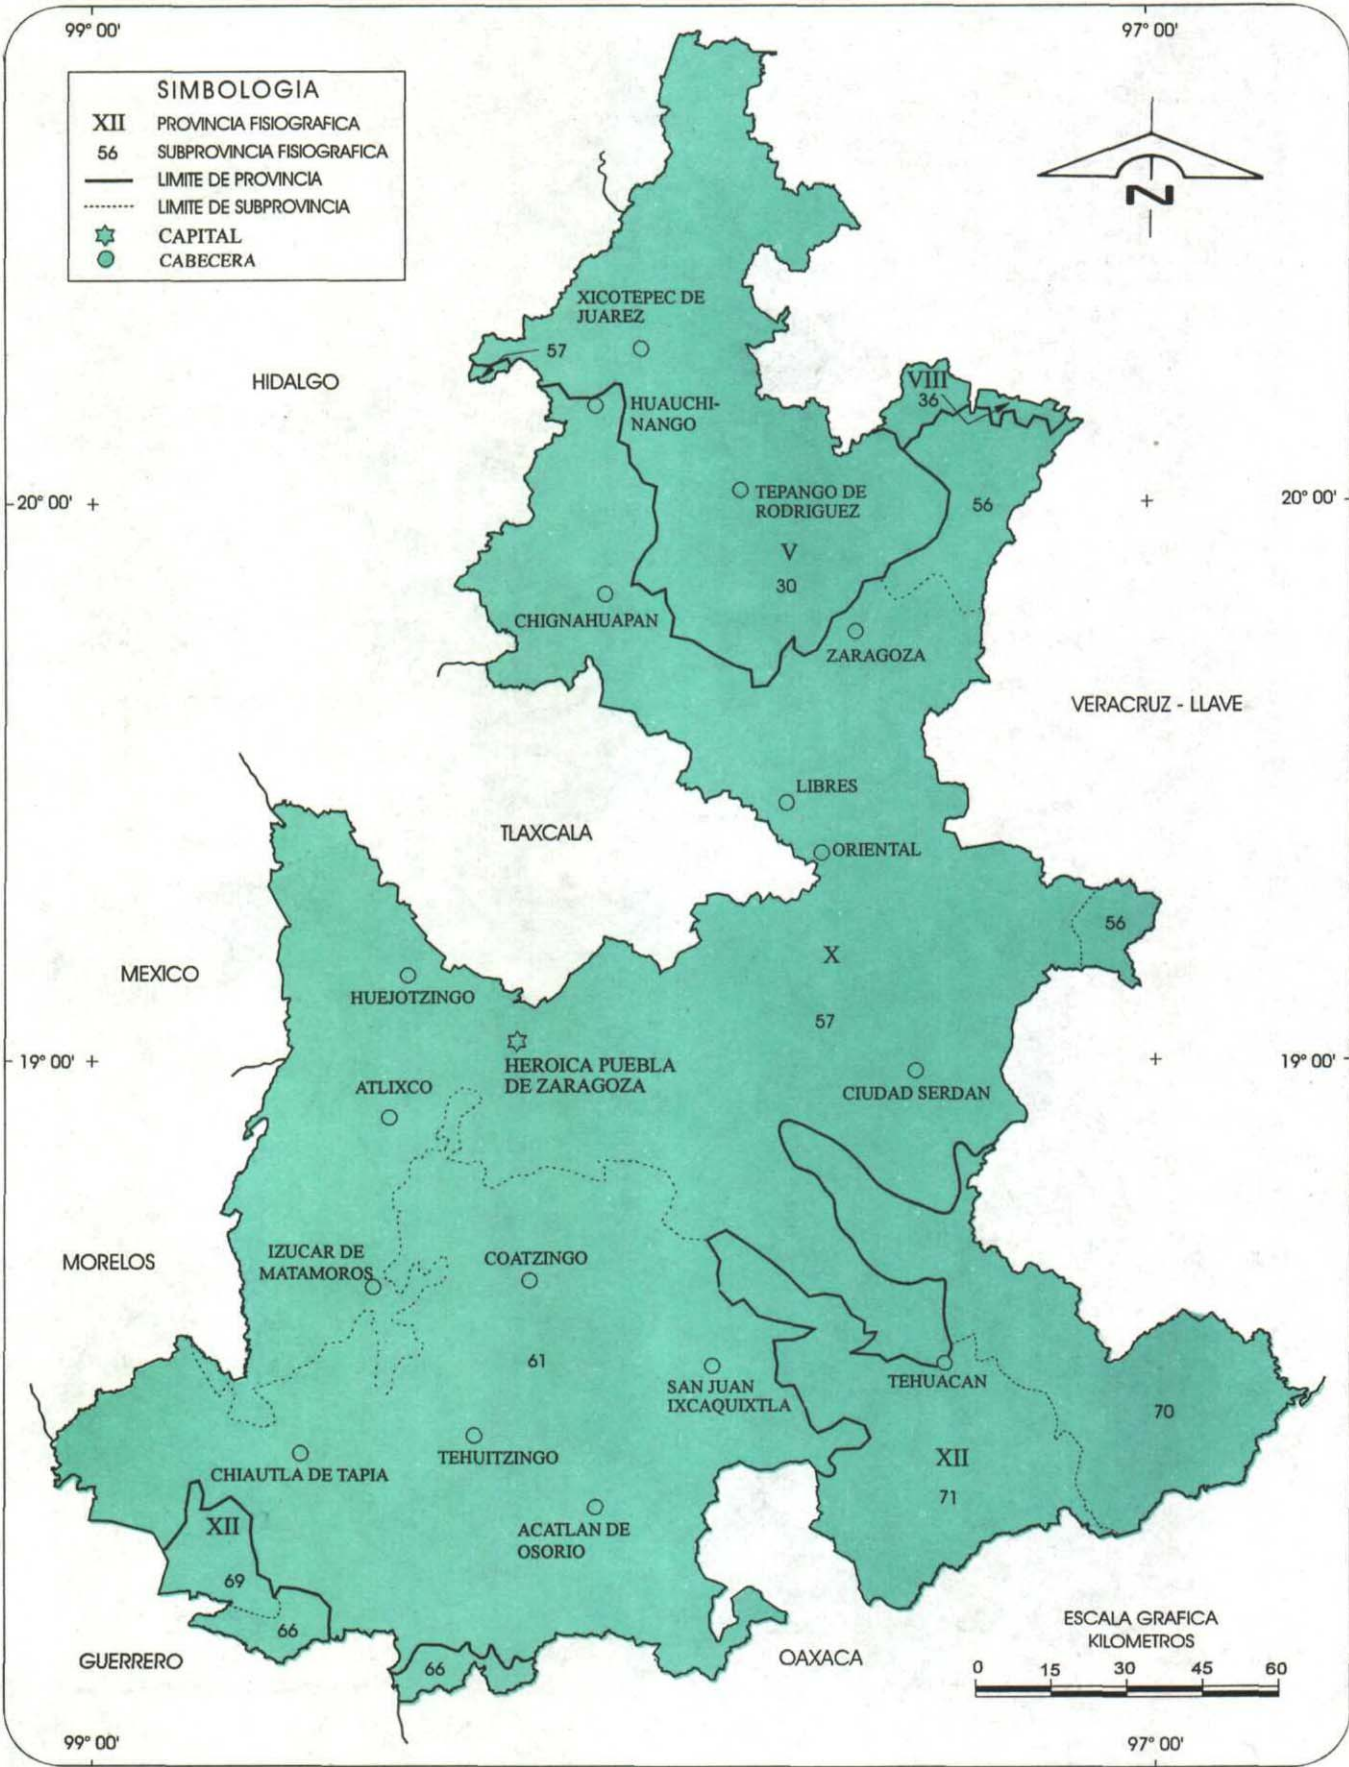 99° 00'
97° 00'
SIMBOLOGIA
XII PROVINCIA FISIOGRAFICA
56 SUBPROVINCIA FISIOGRAFICA
LIMITE DE PROVINCIA
LIMITE DE SUBPROVINCIA
CAPITAL
CABECERA
N
XICOTEPEC DE
JUAREZ
57
HIDALGO
VIII
36
HUAUCHI-
NANGO
20° 00'
TEPANGO DE
RODRIGUEZ
56
20° 00'
V
30
CHIGNAHUAPAN
ZARAGOZA
VERACRUZ - LLAVE
LIBRES
TLAXCALA
ORIENTAL
56
X
MEXICO
HUEJOTZINGO
57
19° 00'
HEROICA PUEBLA
DE ZARAGOZA
19° 00'
ATLIXCO
CIUDAD SERDAN
MORELOS
IZUCAR DE
MATAMOROS
COATZINGO
61
SAN JUAN
IXCAQUIXTLA
TEHUACAN
70
CHIAUTLA DE TAPIA
TEHUITZINGO
XII
71
XII
ACATLAN DE
OSORIO
69
66
ESCALA GRAFICA
KILOMETROS
GUERRERO
66
OAXACA
0 15 30 45 60
99° 00'
97° 00'